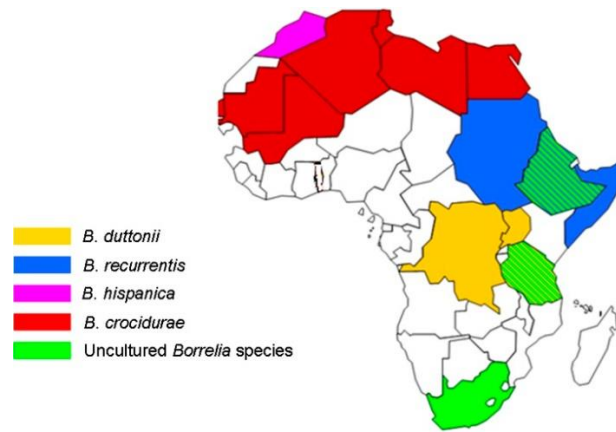 B. duttonii
B. recurrentis
B. hispanica
B. crocidurae
Uncultured Borrelia species